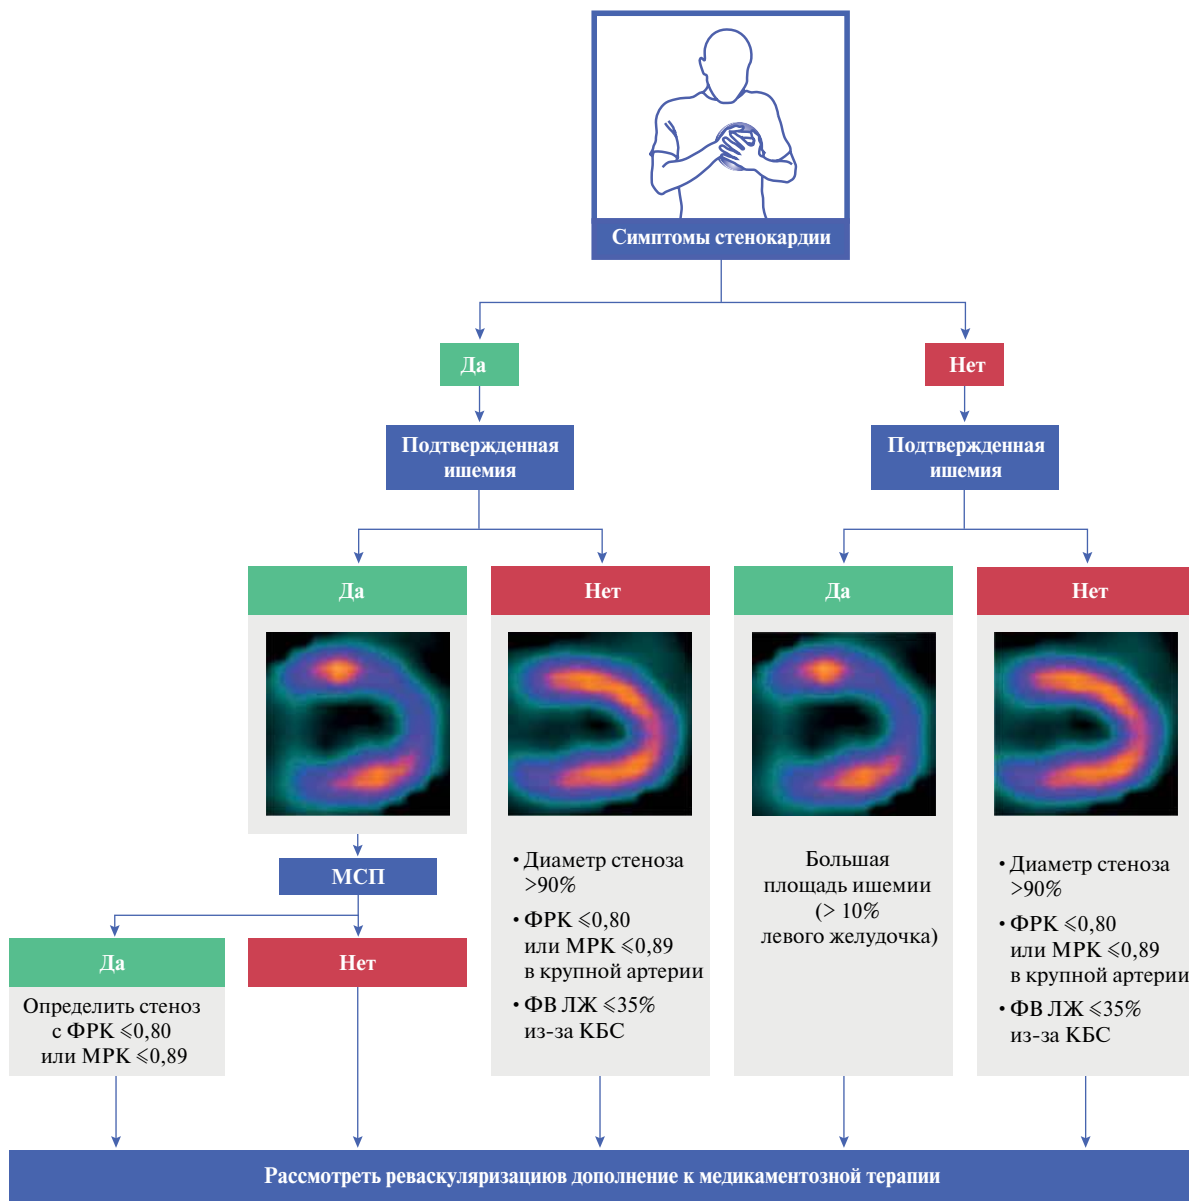 Симптомы стенокардии
Да
Нет
Подтвержденная
ишемия
Подтвержденная
ишемия
Да
Нет
Да
Нет
МСП
Да
Нет
Определить стеноз
с ФРК ≤0,80
или МРК ≤0,89
• Диаметр стеноза
>90%
• ФРК ≤0,80
или МРК ≤0,89
в крупной артерии
• ФВ ЛЖ ≤35%
из-за КБС
Большая
площадь ишемии
(> 10%
левого желудочка)
• Диаметр стеноза
>90%
• ФРК ≤0,80
или МРК ≤0,89
в крупной артерии
• ФВ ЛЖ ≤35%
из-за КБС
Рассмотреть реваскуляризациюв дополнение к медикаментозной терапии